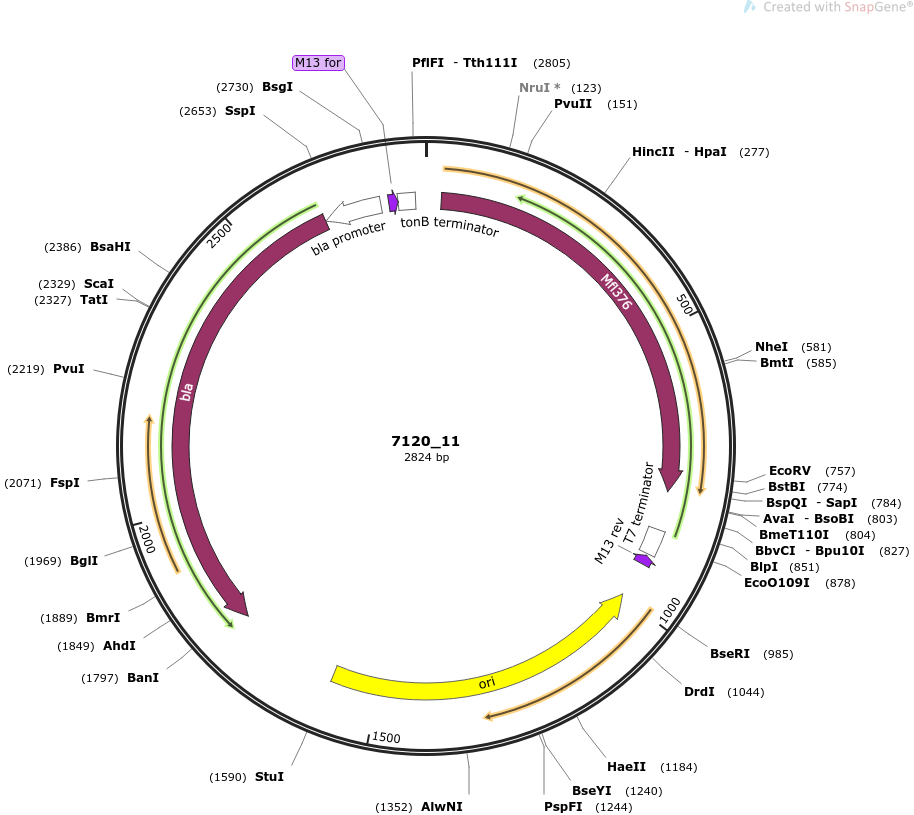 Created with SnapGene®
M13 for
PflFI - Tth111I (2805)
(2730) BsgI
NruI * (123)
(2653) SspI
PvuII (151)
HincII - HpaI (277)
bla promoter
tonB terminator
2500
(2386) BsaHI
(2329) ScaI
(2327) TatI
Mfl376
500
NheI (581)
BmtI (585)
(2219) PvuI
bla
7120_11
2824 bp
EcoRV (757)
BstBI (774)
BspQI - SapI (784)
AvaI - BsoBI (803)
BmeT110I (804)
BbvCI - Bpu10I (827)
BlpI (851)
EcoO109I (878)
(2071) FspI
T7 terminator
M13 rev
2000
(1969) BglI
(1889) BmrI
(1849) AhdI
(1797) BanI
1000
BseRI (985)
DrdI (1044)
ori
1500
(1590) StuI
HaeII (1184)
BseYI (1240)
(1352) AlwNI
PspFI (1244)